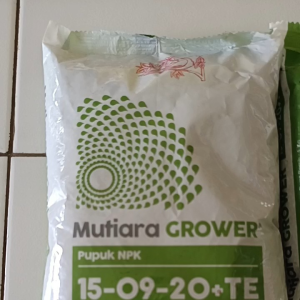 Mutiara GROWER
Pupuk NPK
15-09-20+TE